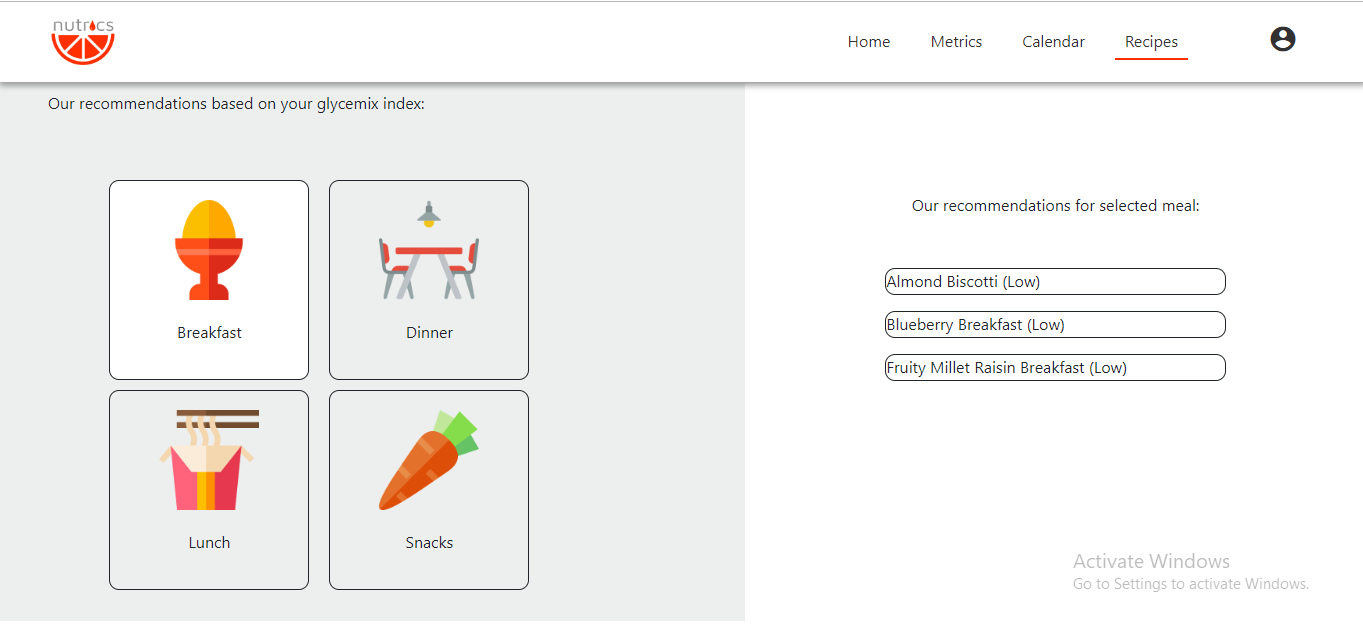 nutrics
Home Metrics Calendar Recipes
Our recommendations based on your glycemix index:
Breakfast
Dinner
Lunch
Snacks
Our recommendations for selected meal:
Almond Biscotti (Low)
Blueberry Breakfast (Low)
Fruity Millet Raisin Breakfast (Low)
Activate Windows
Go to Settings to activate Windows.